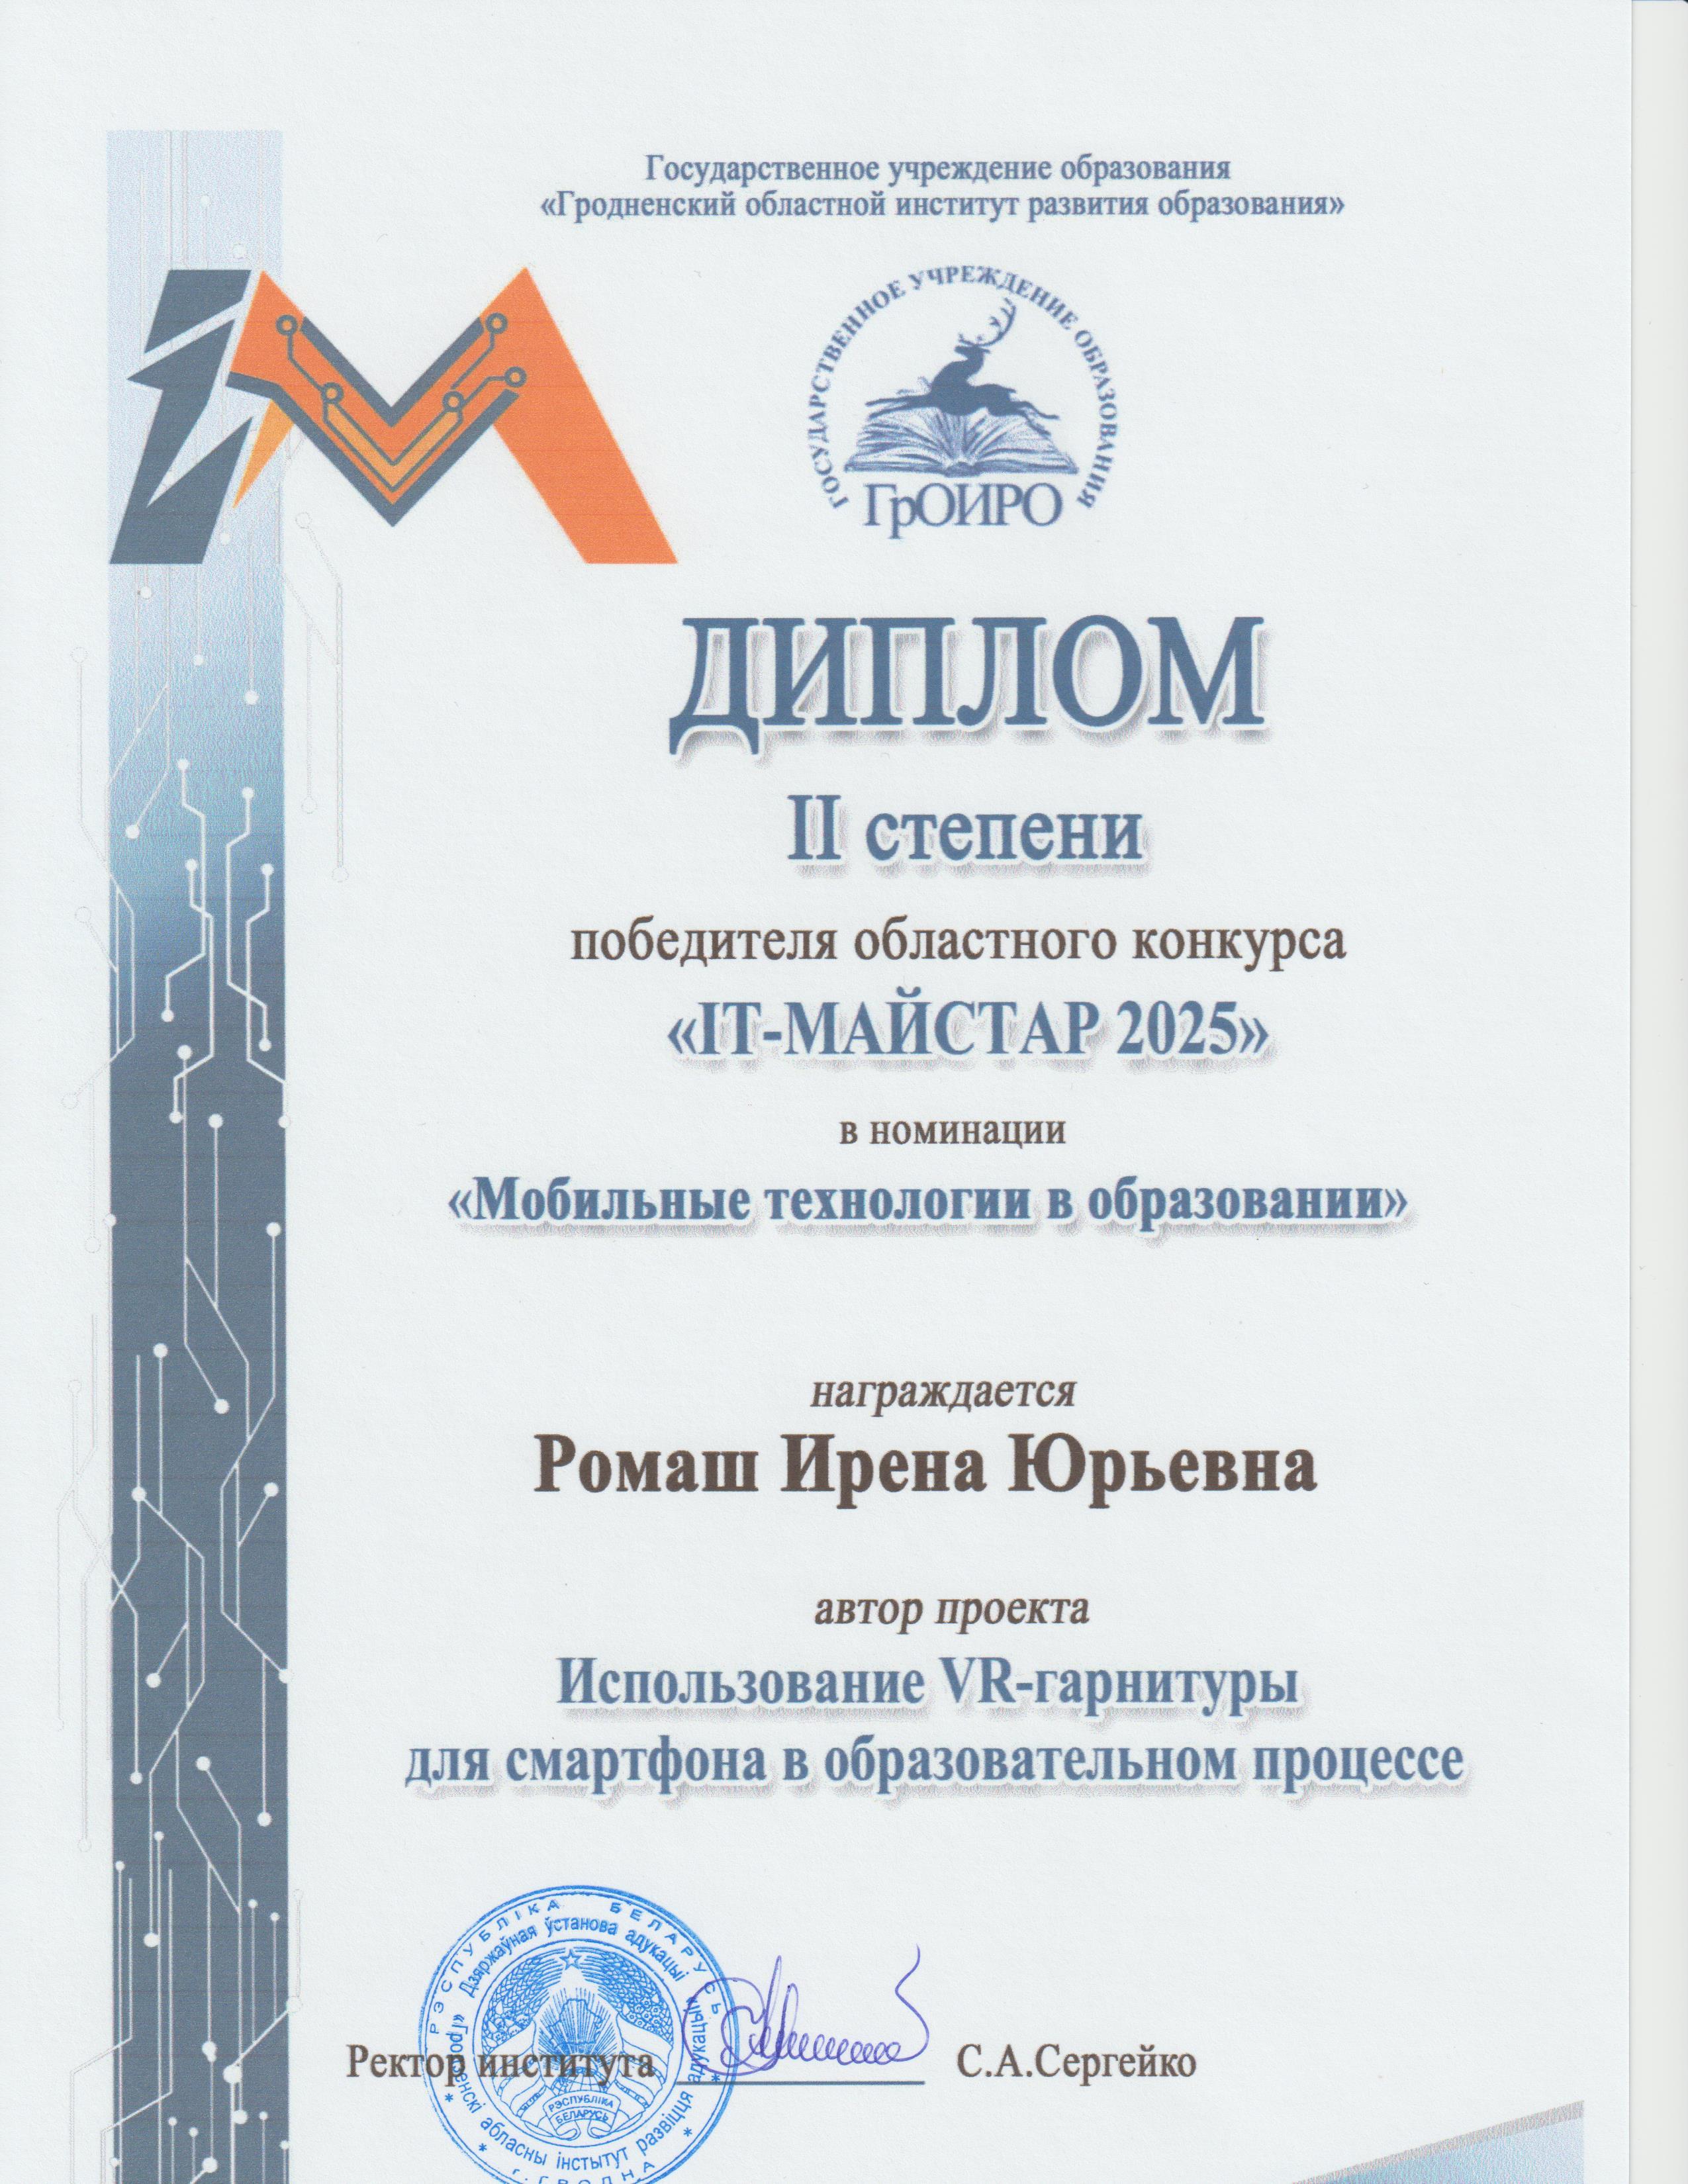 Государственное учреждение образования
«Гродненский областной институт развития образования»
ГОСУДАРСТВЕННОЕ УЧРЕЖДЕНИЕ ОБРАЗОВАНИЯ
ГрОИРО
ДИПЛОМ
II степени
победителя областного конкурса
«IT-МАЙСТАР 2025»
в номинации
«Мобильные технологии в образовании»
награждается
Ромаш Ирена Юрьевна
автор проекта
Использование VR-гарнитуры
для смартфона в образовательном процессе
РЭСПУБЛІКА БЕЛАРУСЬ
Дзяржаўная ўстанова адукацыі
«Гродзенскі абласны інстытут развіцця адукацыі»
РЭСПУБЛІКА
БЕЛАРУСЬ
г. ГРОДНА
Ректор института С.А.Сергейко